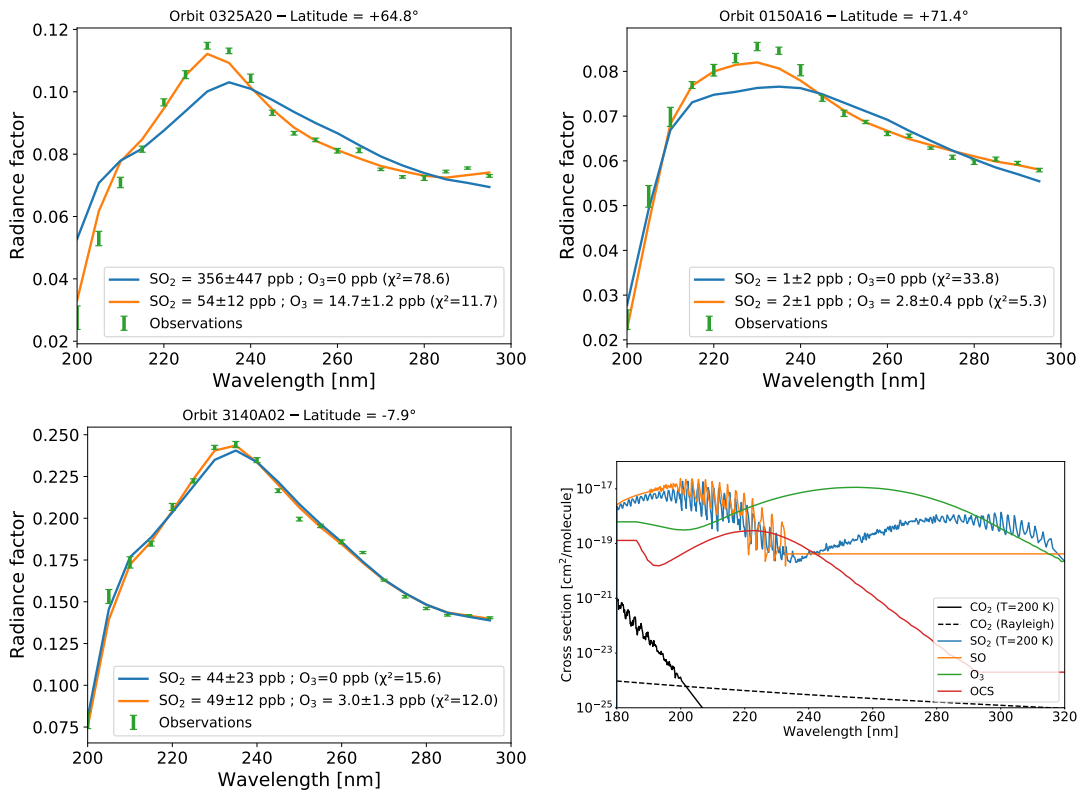 Orbit 0325A20 − Latitude = +64.8°
Radiance factor
0.12
0.10
0.08
0.06
0.04
0.02
SO₂ = 356±447 ppb ; O₃=0 ppb (χ²=78.6)
SO₂ = 54±12 ppb ; O₃ = 14.7±1.2 ppb (χ²=11.7)
Observations
200 220 240 260 280 300
Wavelength [nm]
Orbit 0150A16 − Latitude = +71.4°
Radiance factor
0.08
0.07
0.06
0.05
0.04
0.03
0.02
SO₂ = 1±2 ppb ; O₃=0 ppb (χ²=33.8)
SO₂ = 2±1 ppb ; O₃ = 2.8±0.4 ppb (χ²=5.3)
Observations
200 220 240 260 280 300
Wavelength [nm]
Orbit 3140A02 − Latitude = -7.9°
Radiance factor
0.250
0.225
0.200
0.175
0.150
0.125
0.100
0.075
SO₂ = 44±23 ppb ; O₃=0 ppb (χ²=15.6)
SO₂ = 49±12 ppb ; O₃ = 3.0±1.3 ppb (χ²=12.0)
Observations
200 220 240 260 280 300
Wavelength [nm]
Cross section [cm²/molecule]
10⁻¹⁷
10⁻¹⁹
10⁻²¹
10⁻²³
10⁻²⁵
CO₂ (T=200 K)
CO₂ (Rayleigh)
SO₂ (T=200 K)
SO
O₃
OCS
180 200 220 240 260 280 300 320
Wavelength [nm]